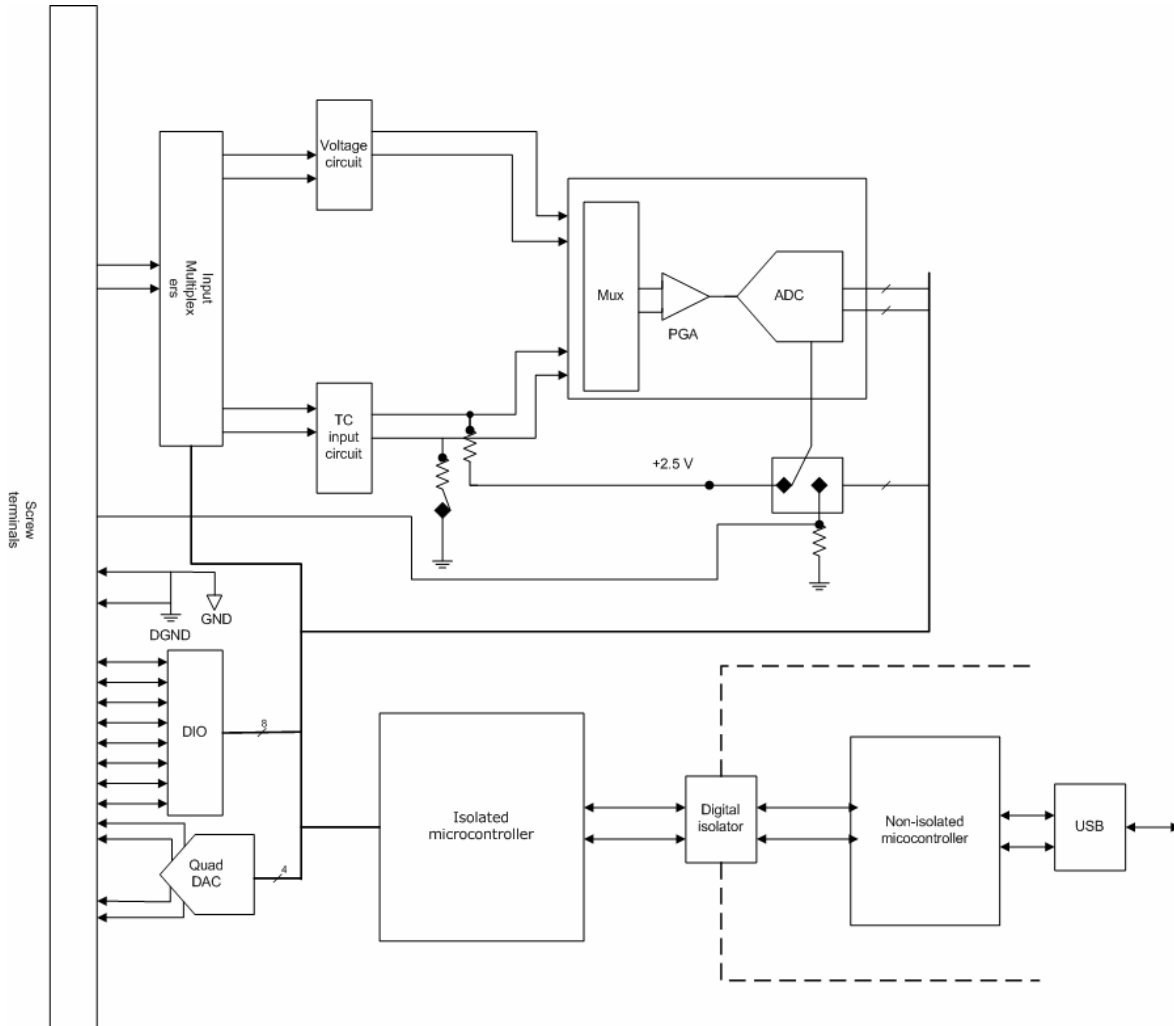 Voltage
circuit
Input
Multiplex
ers
Mux
PGA
ADC
TC
input
circuit
+2.5 V
Screw
terminals
GND
DGND
DIO
8
Quad
DAC
4
Isolated
microcontroller
Digital
isolator
Non-isolated
micocontroller
USB